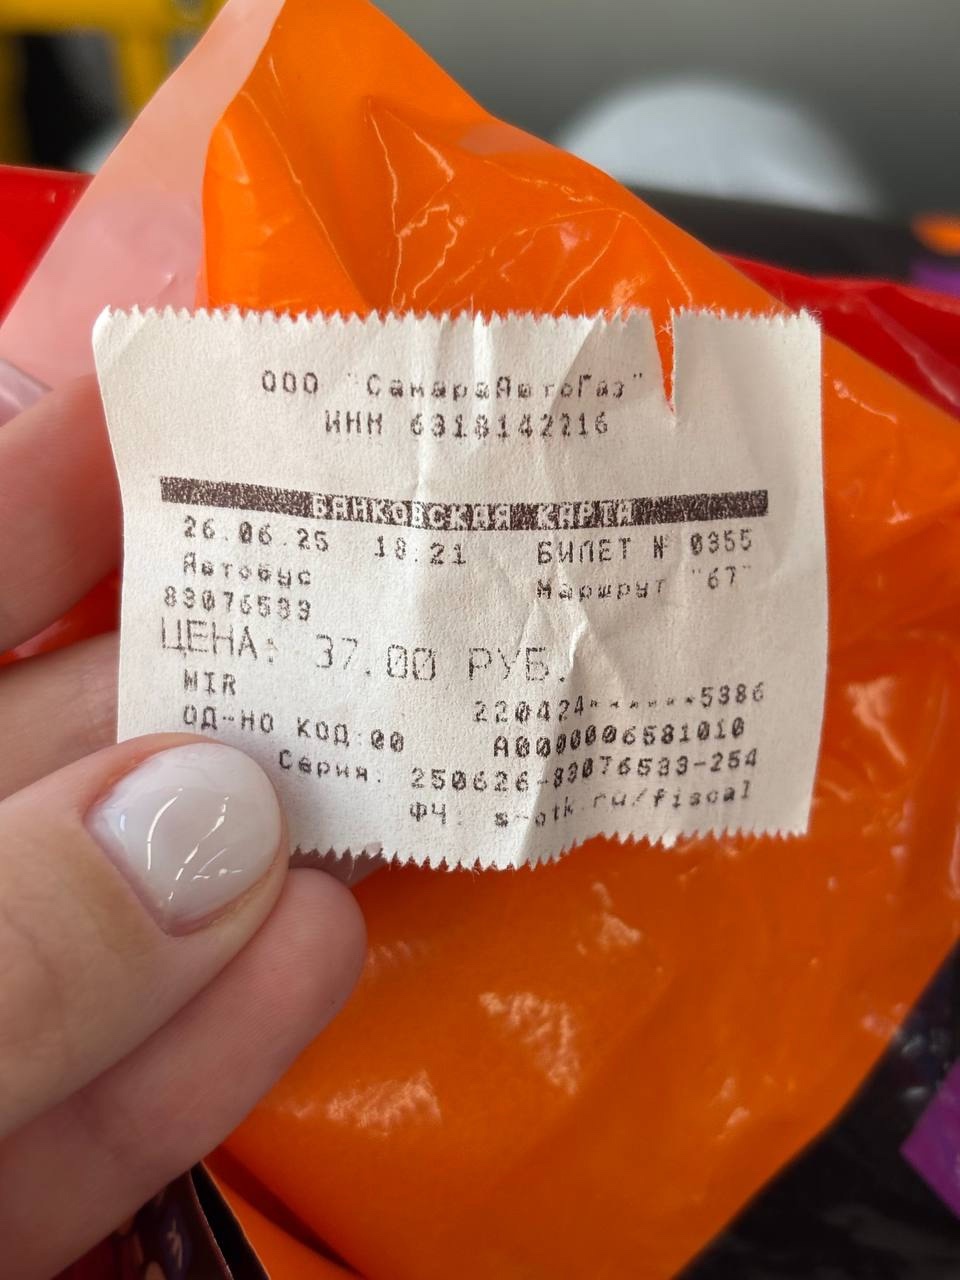 ООО "СамараАвтоГаз"
ИНН 6318142216
БАНКОВСКАЯ КАРТА
26.06.25 18:21 БИЛЕТ № 0355
Автобус Маршрут "67"
83076533
ЦЕНА: 37.00 РУБ.
MIR 220424******5386
ОД-НО КОД:00 A0000006581010
Серия: 250626-83076533-254
ФЧ: s-otk.ru/fiscal